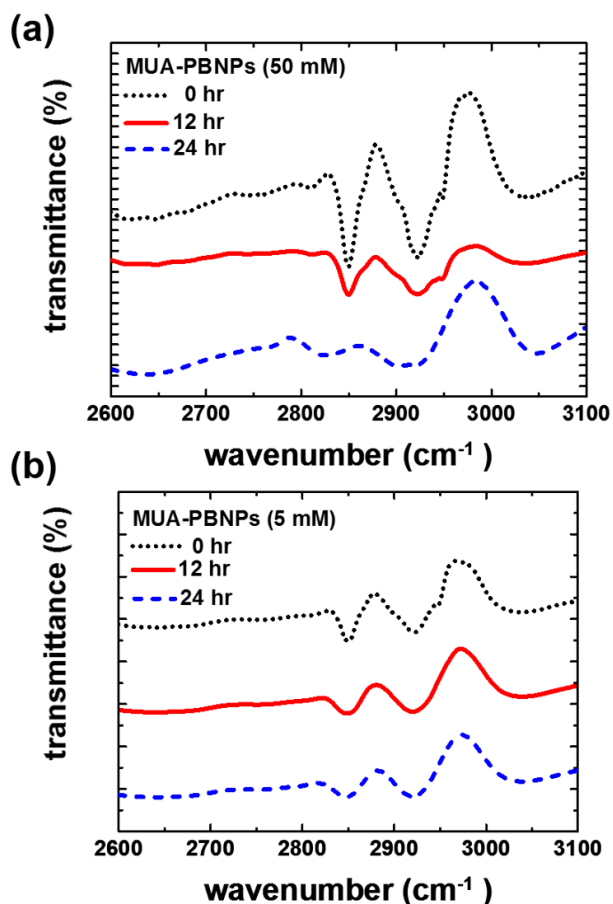 (a)
MUA-PBNPs (50 mM)
0 hr
12 hr
24 hr
transmittance (%)
2600 2700 2800 2900 3000 3100
wavenumber (cm⁻¹ )
(b)
MUA-PBNPs (5 mM)
0 hr
12 hr
24 hr
transmittance (%)
2600 2700 2800 2900 3000 3100
wavenumber (cm⁻¹ )